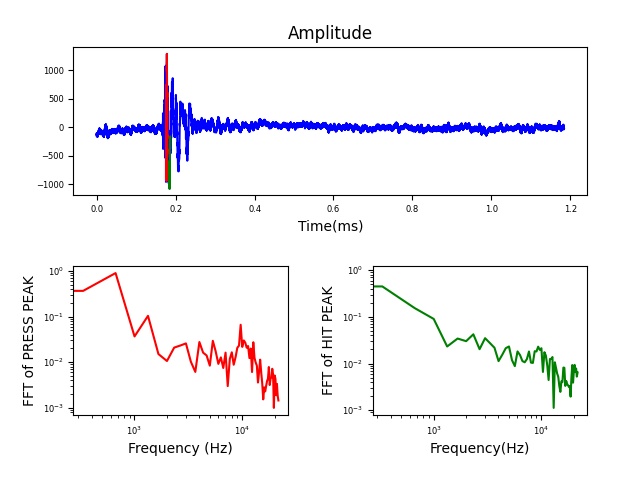 Amplitude
1000
500
0
−500
−1000
0.0 0.2 0.4 0.6 0.8 1.0 1.2
Time(ms)
FFT of PRESS PEAK
10⁰
10⁻¹
10⁻²
10⁻³
10³ 10⁴
Frequency (Hz)
FFT of HIT PEAK
10⁰
10⁻¹
10⁻²
10⁻³
10³ 10⁴
Frequency(Hz)